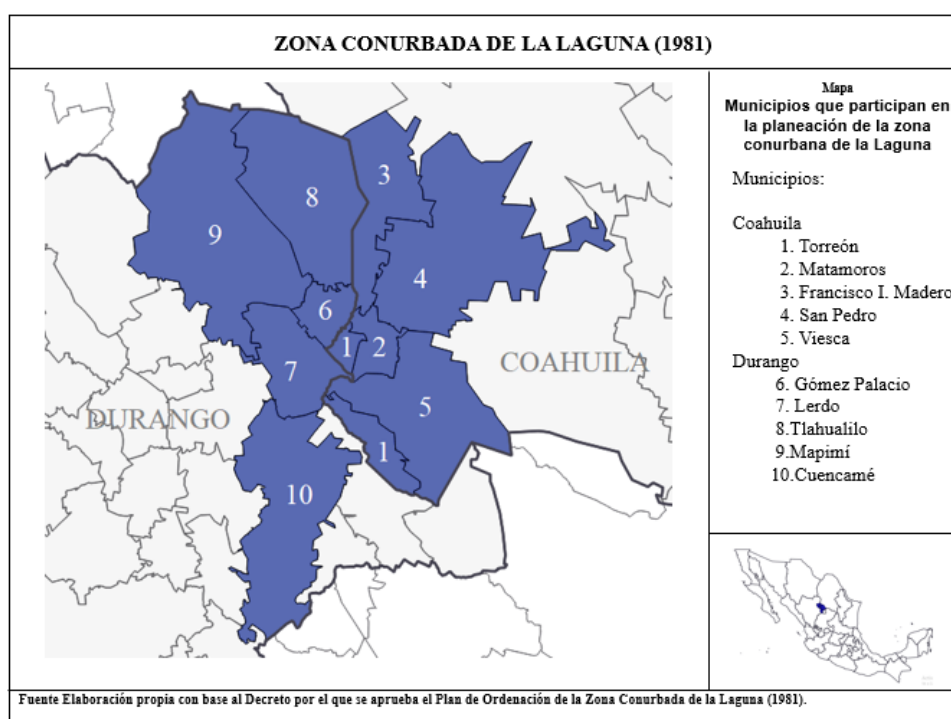 ZONA CONURBADA DE LA LAGUNA (1981)
3
8
9
4
6
1
2
7
COAHUILA
5
DURANGO
1
10
Mapa
Municipios que participan en
la planeación de la zona
conurbana de la Laguna
Municipios:
Coahuila
1. Torreón
2. Matamoros
3. Francisco I. Madero
4. San Pedro
5. Viesca
Durango
6. Gómez Palacio
7. Lerdo
8.Tlahualilo
9.Mapimí
10.Cuencamé
Fuente Elaboración propia con base al Decreto por el que se aprueba el Plan de Ordenación de la Zona Conurbada de la Laguna (1981).